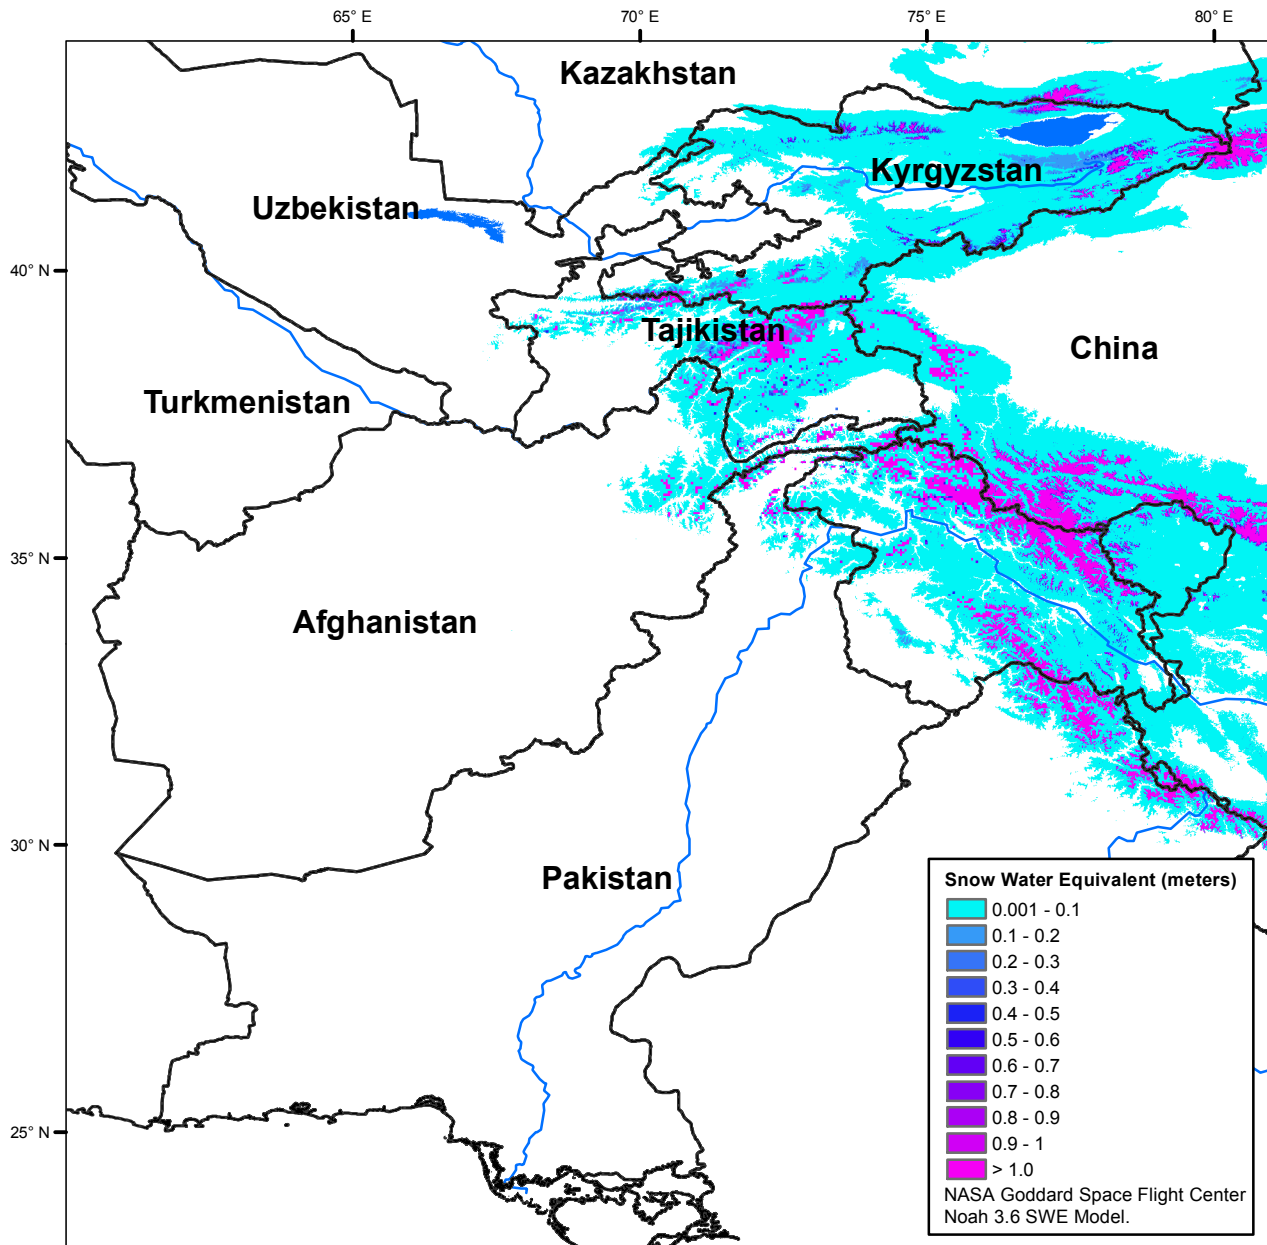 65° E
70° E
75° E
80° E
Kazakhstan
Kyrgyzstan
Uzbekistan
40° N
Tajikistan
China
Turkmenistan
35° N
Afghanistan
30° N
Pakistan
25° N
Snow Water Equivalent (meters)
0.001 - 0.1
0.1 - 0.2
0.2 - 0.3
0.3 - 0.4
0.4 - 0.5
0.5 - 0.6
0.6 - 0.7
0.7 - 0.8
0.8 - 0.9
0.9 - 1
> 1.0
NASA Goddard Space Flight Center
Noah 3.6 SWE Model.